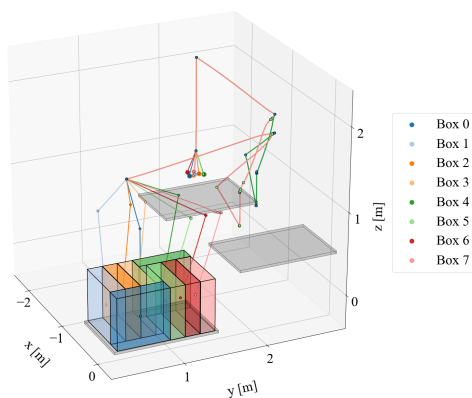 2
1
0
z [m]
−2
−1
0
x [m]
1
2
y [m]
Box 0
Box 1
Box 2
Box 3
Box 4
Box 5
Box 6
Box 7